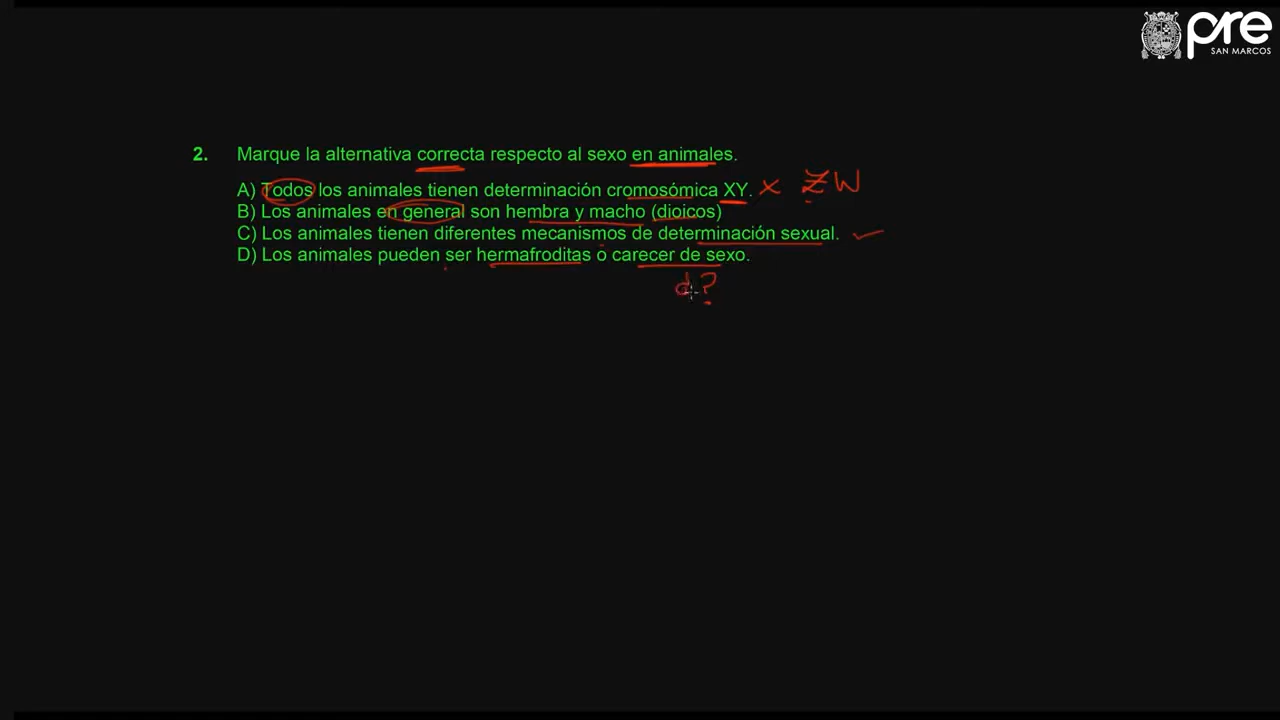 pre
SAN MARCOS
2. Marque la alternativa correcta respecto al sexo en animales.
A) Todos los animales tienen determinación cromosómica XY. X ZW
B) Los animales en general son hembra y macho (dioicos)
C) Los animales tienen diferentes mecanismos de determinación sexual.
D) Los animales pueden ser hermafroditas o carecer de sexo.
d ?